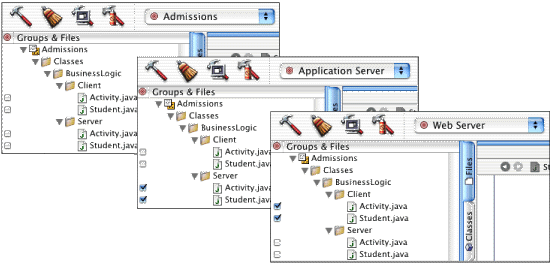 Admissions
Groups & Files
Admissions
Classes
BusinessLogic
Client
Activity.java
Student.java
Server
Activity.java
Student.java
Files
Application Server
Groups & Files
Admissions
Classes
BusinessLogic
Client
Activity.java
Student.java
Server
Activity.java
Student.java
Web Server
Groups & Files
Admissions
Classes
BusinessLogic
Client
Activity.java
Student.java
Server
Activity.java
Student.java
Files
Classes